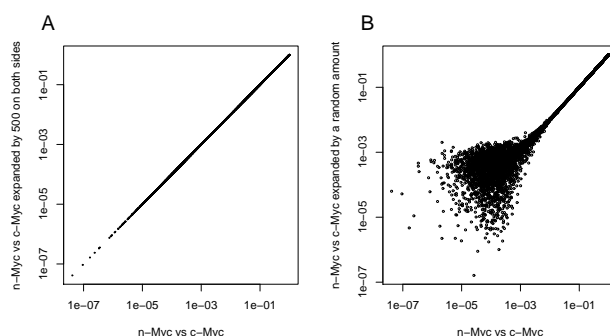 A
n−Myc vs c−Myc expanded by 500 on both sides
1e−01
1e−03
1e−05
1e−07
1e−07
1e−05
1e−03
1e−01
n−Myc vs c−Myc
B
n−Myc vs c−Myc expanded by a random amount
1e−01
1e−03
1e−05
1e−07
1e−07
1e−05
1e−03
1e−01
n−Myc vs c−Myc